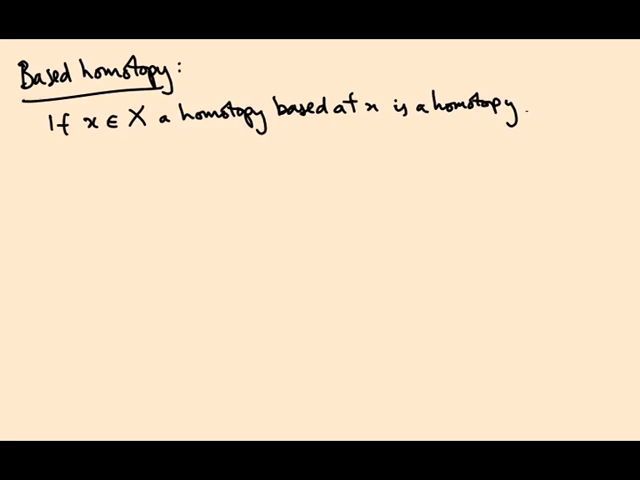 Based homotopy:
If x ∈ X a homotopy based at x is a homotopy.